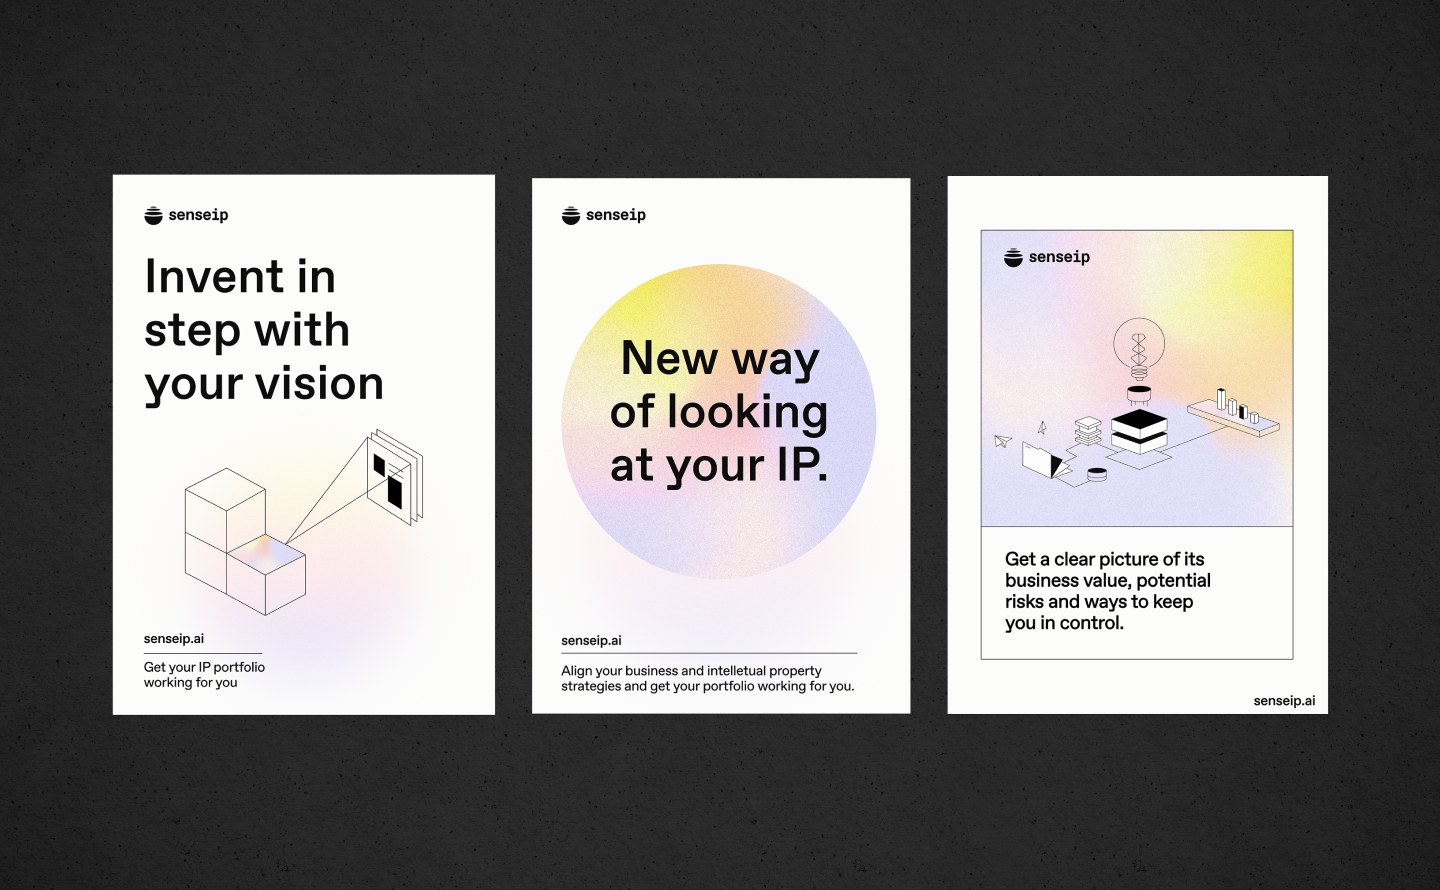 senseip
Invent in
step with
your vision
senseip.ai
Get your IP portfolio
working for you
senseip
New way
of looking
at your IP.
senseip.ai
Align your business and intelletual property
strategies and get your portfolio working for you.
senseip
Get a clear picture of its
business value, potential
risks and ways to keep
you in control.
senseip.ai